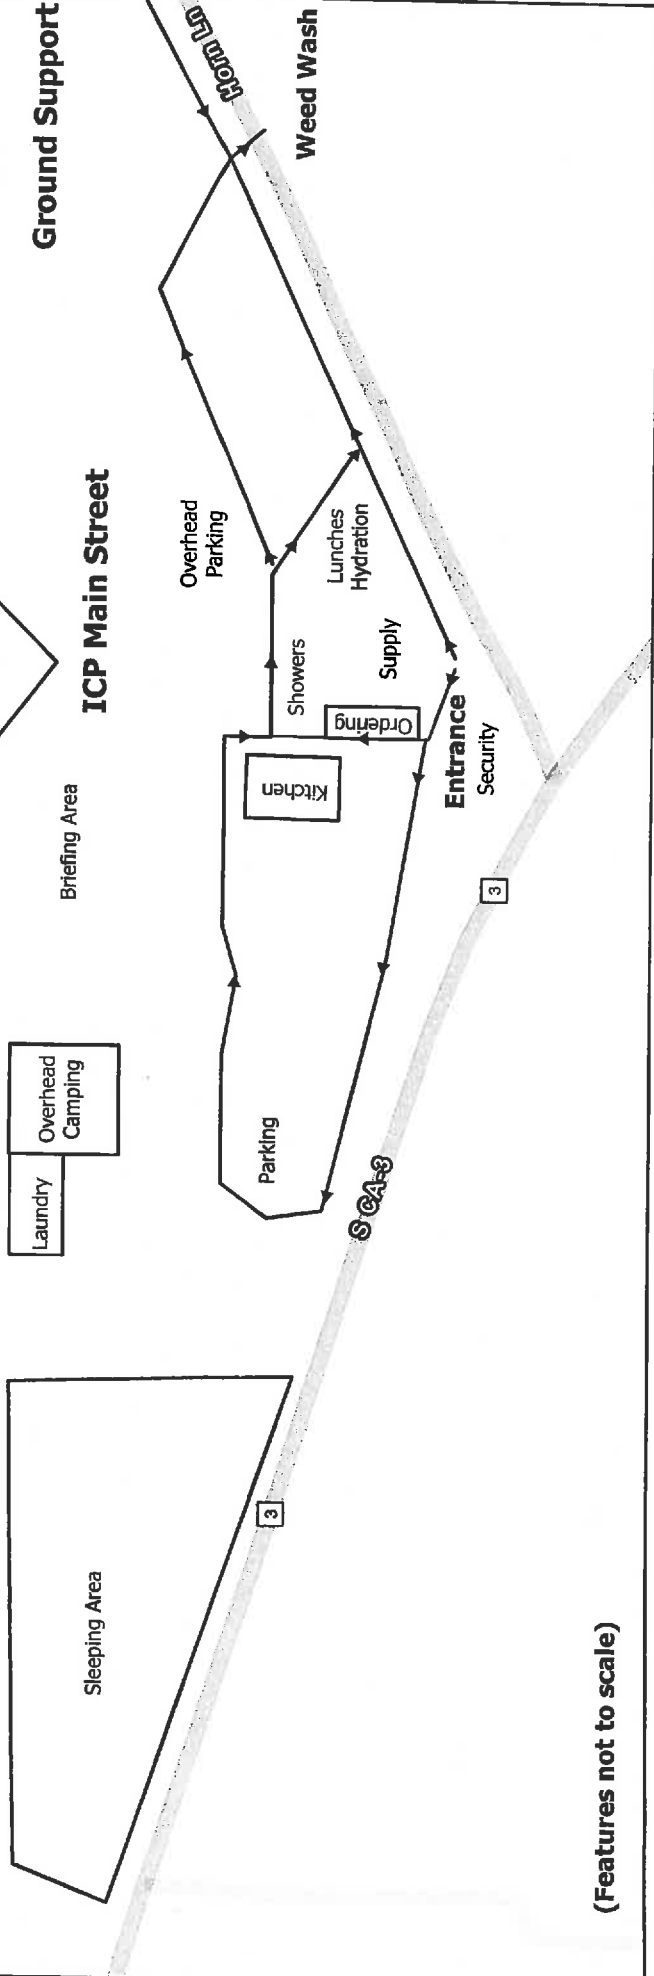 Sleeping Area
Laundry
Overhead
Camping
Briefing Area
ICP Main Street
Ground Support
Parking
Kitchen
Ordering
Showers
Overhead
Parking
Supply
Lunches
Hydration
Entrance
Security
Weed Wash
Horn Ln
S CA-3
3
3
(Features not to scale)